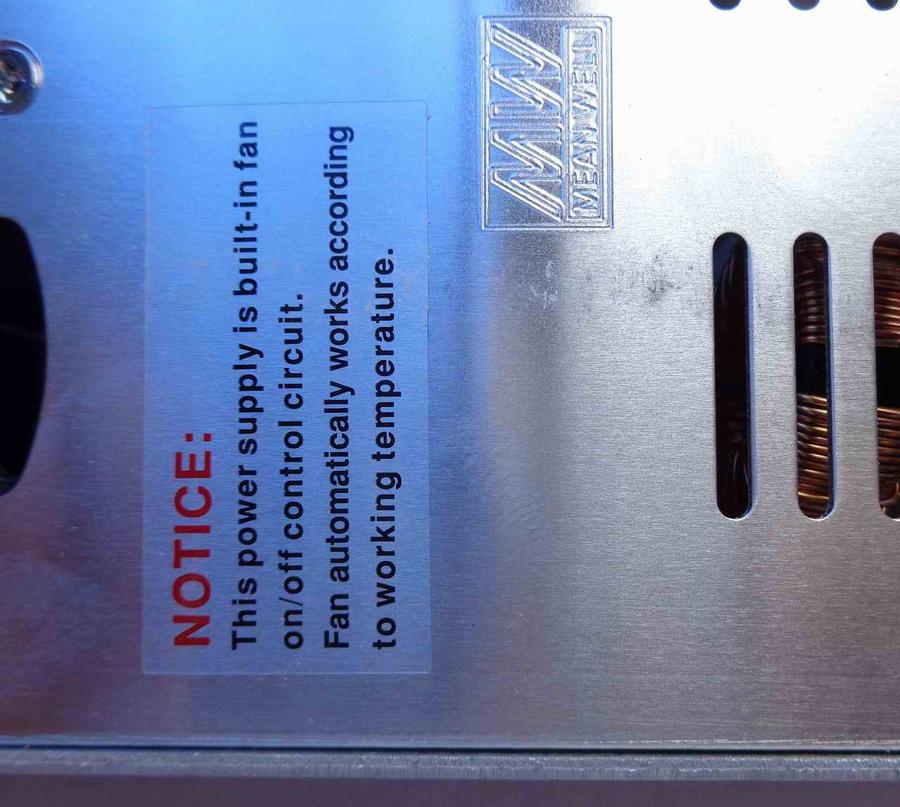 NOTICE:
This power supply is built-in fan
on/off control circuit.
Fan automatically works according
to working temperature.
MW
MEAN WELL